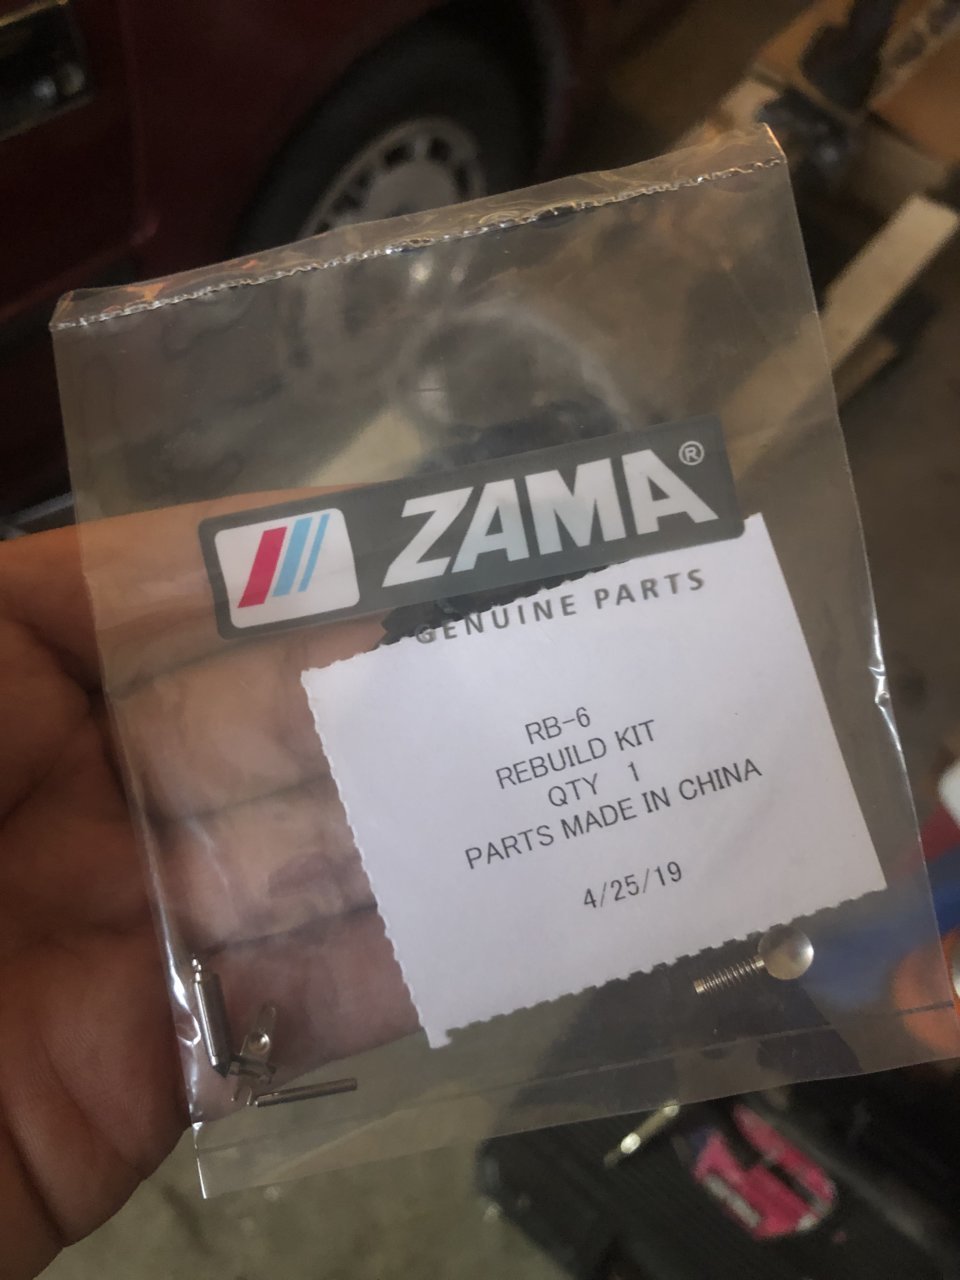 ZAMA®
GENUINE PARTS
RB-6
REBUILD KIT
QTY 1
PARTS MADE IN CHINA
4/25/19